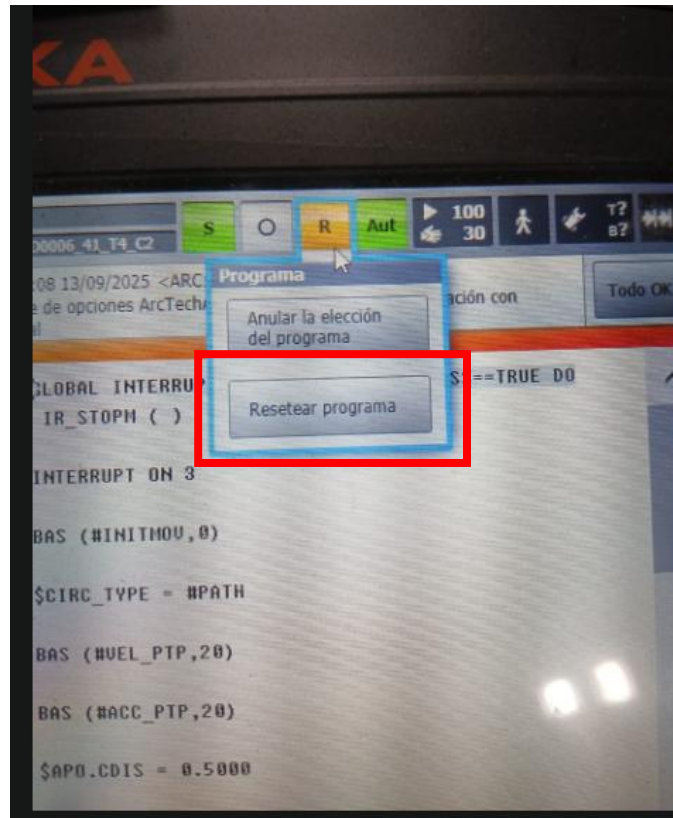 KA
S O R Aut 100 T?
30 B?
00006_41_T4_C2
:08 13/09/2025 <ARC
Programa
e de opciones ArcTech
ación con
Todo OK
Anular la elección
del programa
GLOBAL INTERRU S==TRUE DO
IR_STOPM ( )
Resetear programa
INTERRUPT ON 3
BAS (#INITMOV,0)
$CIRC_TYPE = #PATH
BAS (#VEL_PTP,20)
BAS (#ACC_PTP,20)
$APO.CDIS = 0.5000